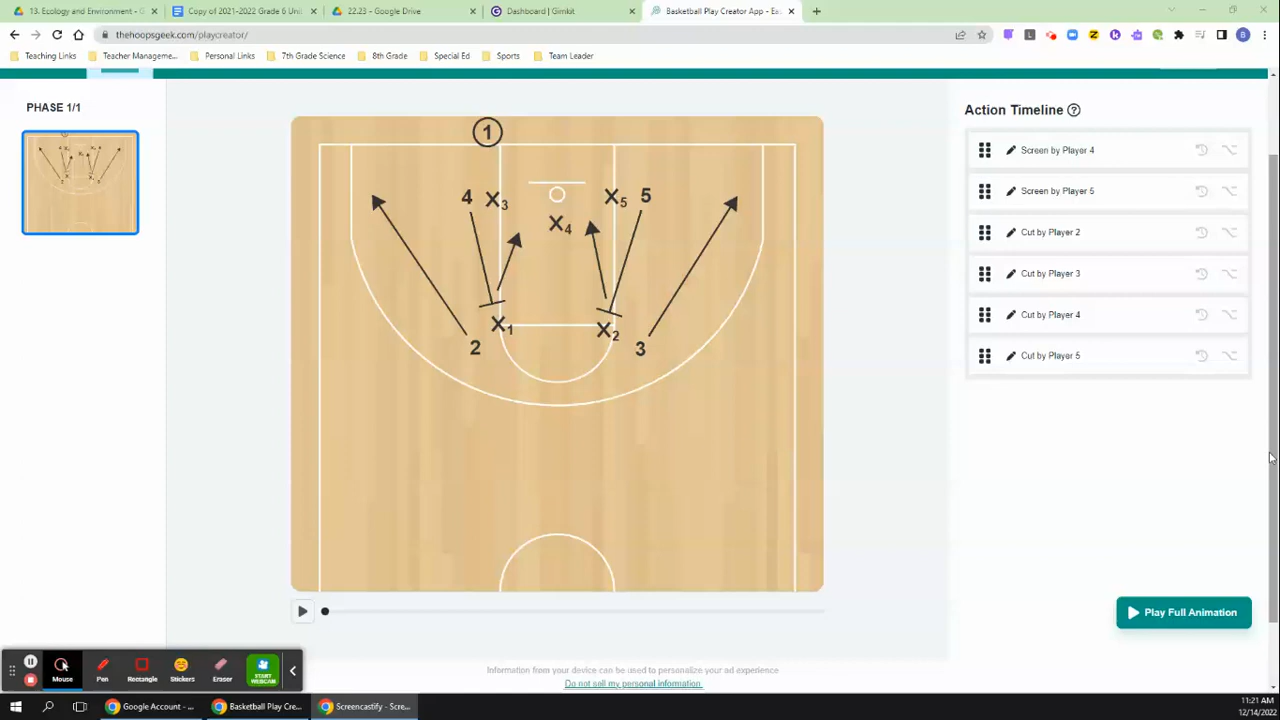 13. Ecology and Environment - G
Copy of 2021-2022 Grade 6 Uni
22.23 - Google Drive
Dashboard | Gimkit
Basketball Play Creator App - Eas
thehoopsgeek.com/playcreator/
B
Teaching Links
Teacher Manageme...
Personal Links
7th Grade Science
8th Grade
Special Ed
Sports
Team Leader
PHASE 1/1
Action Timeline ?
1
4 X3 X5 5
X4
X1 X2
2 3
Screen by Player 4
Screen by Player 5
Cut by Player 2
Cut by Player 3
Cut by Player 4
Cut by Player 5
Play Full Animation
Information from your device can be used to personalize your ad experience
Do not sell my personal information.
Mouse
Pen
Rectangle
Stickers
Eraser
START WEBCAM
Google Account - ...
Basketball Play Cre...
Screencastify - Scre...
11:21 AM
12/14/2022